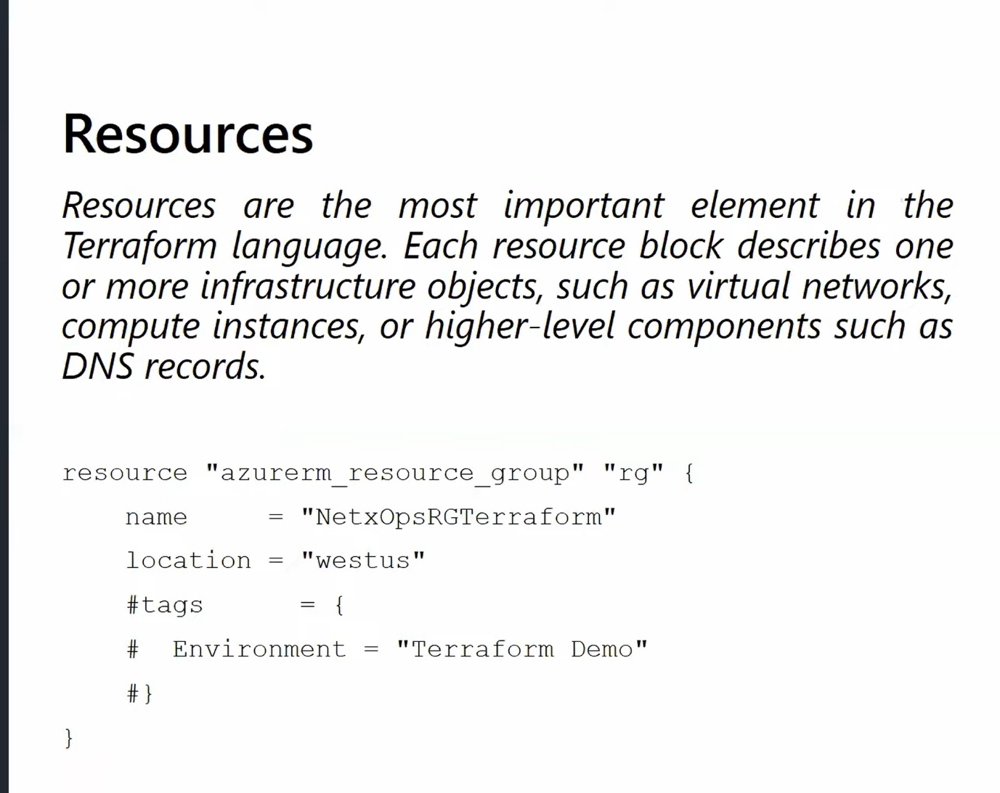 Resources
Resources are the most important element in the
Terraform language. Each resource block describes one
or more infrastructure objects, such as virtual networks,
compute instances, or higher-level components such as
DNS records.
resource "azurerm_resource_group" "rg" {
    name     = "NetxOpsRGTerraform"
    location = "westus"
    #tags      = {
    #  Environment = "Terraform Demo"
    #}
}